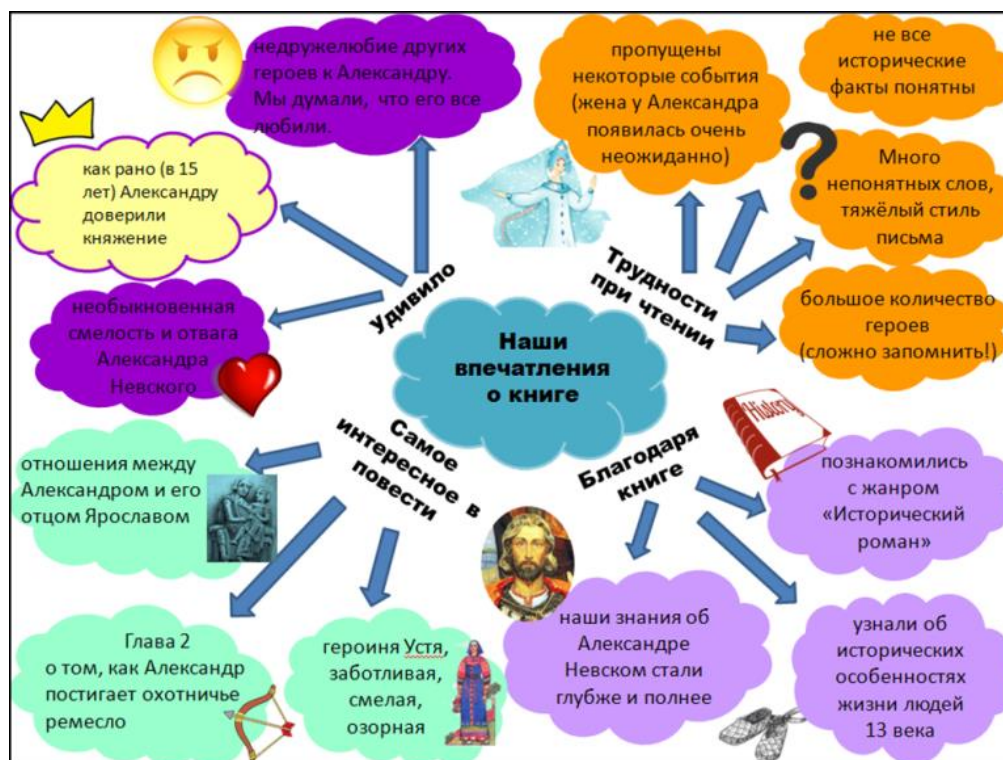 недружелюбие других
героев к Александру.
Мы думали, что его все
любили.
как рано (в 15
лет) Александру
доверили
княжение
необыкновенная
смелость и отвага
Александра
Невского
Удивило
пропущены
некоторые события
(жена у Александра
появилась очень
неожиданно)
не все
исторические
факты понятны
?
Много
непонятных слов,
тяжёлый стиль
письма
большое количество
героев
(сложно запомнить!)
Трудности
при чтении
Наши
впечатления
о книге
Самое
интересное в
повести
отношения между
Александром и его
отцом Ярославом
Глава 2
о том, как Александр
постигает охотничье
ремесло
героиня Устя,
заботливая,
смелая,
озорная
Благодаря
книге
History
познакомились
с жанром
«Исторический
роман»
наши знания об
Александре
Невском стали
глубже и полнее
узнали об
исторических
особенностях
жизни людей
13 века